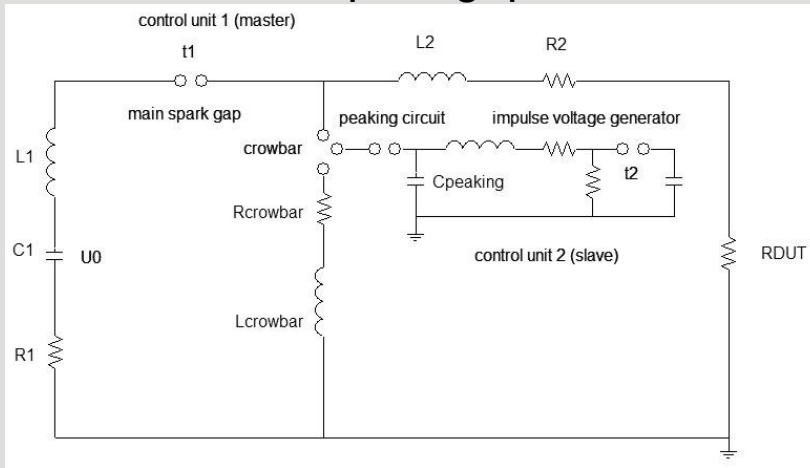 control unit 1 (master)
t1
L2
R2
main spark gap
peaking circuit
impulse voltage generator
crowbar
L1
t2
Cpeaking
Rcrowbar
C1
U0
control unit 2 (slave)
RDUT
Lcrowbar
R1